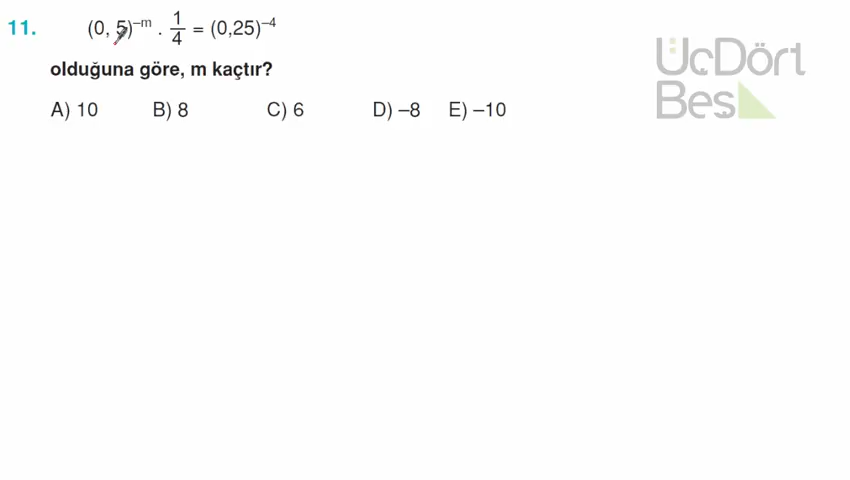 11. (0, 5)⁻ᵐ . 1/4 = (0,25)⁻⁴
olduğuna göre, m kaçtır?
A) 10 B) 8 C) 6 D) –8 E) –10
ÜçDört
Beş